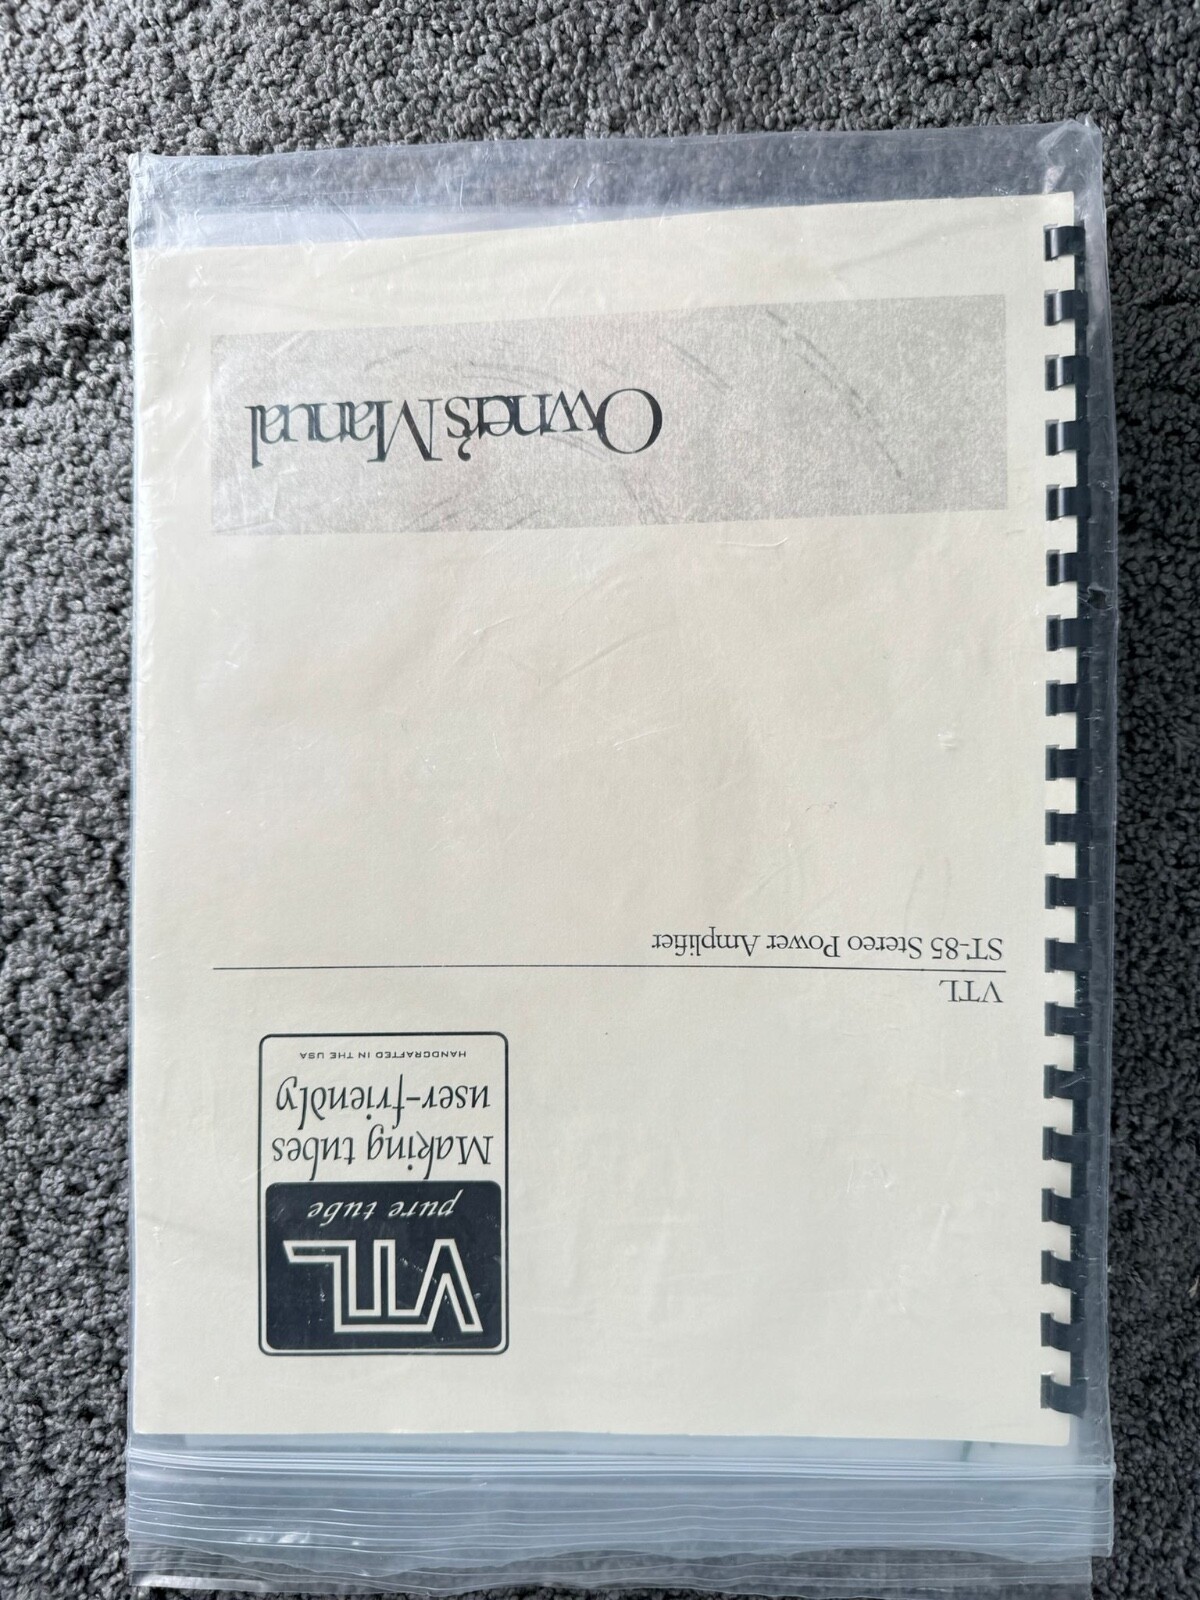 VTL
pure tube
Making tubes
user-friendly
HANDCRAFTED IN THE USA
VTL
ST-85 Stereo Power Amplifier
Owner's Manual